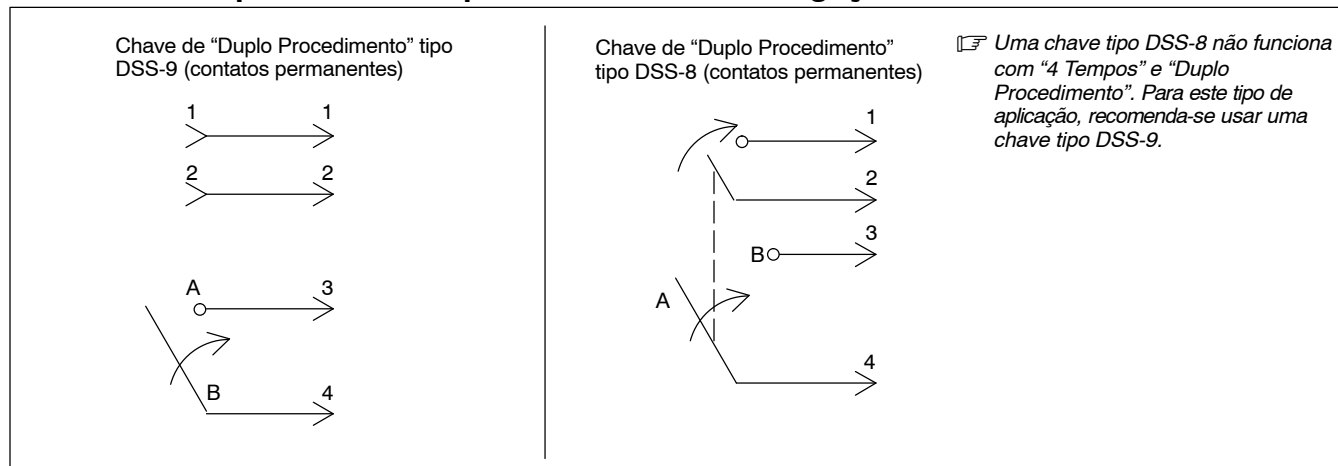 Chave de “Duplo Procedimento” tipo
DSS-9 (contatos permanentes)
1 1
2 2
A 3
B 4
Chave de “Duplo Procedimento”
tipo DSS-8 (contatos permanentes)
1
2
B 3
A
4
☞ Uma chave tipo DSS-8 não funciona
com “4 Tempos” e “Duplo
Procedimento”. Para este tipo de
aplicação, recomenda-se usar uma
chave tipo DSS-9.